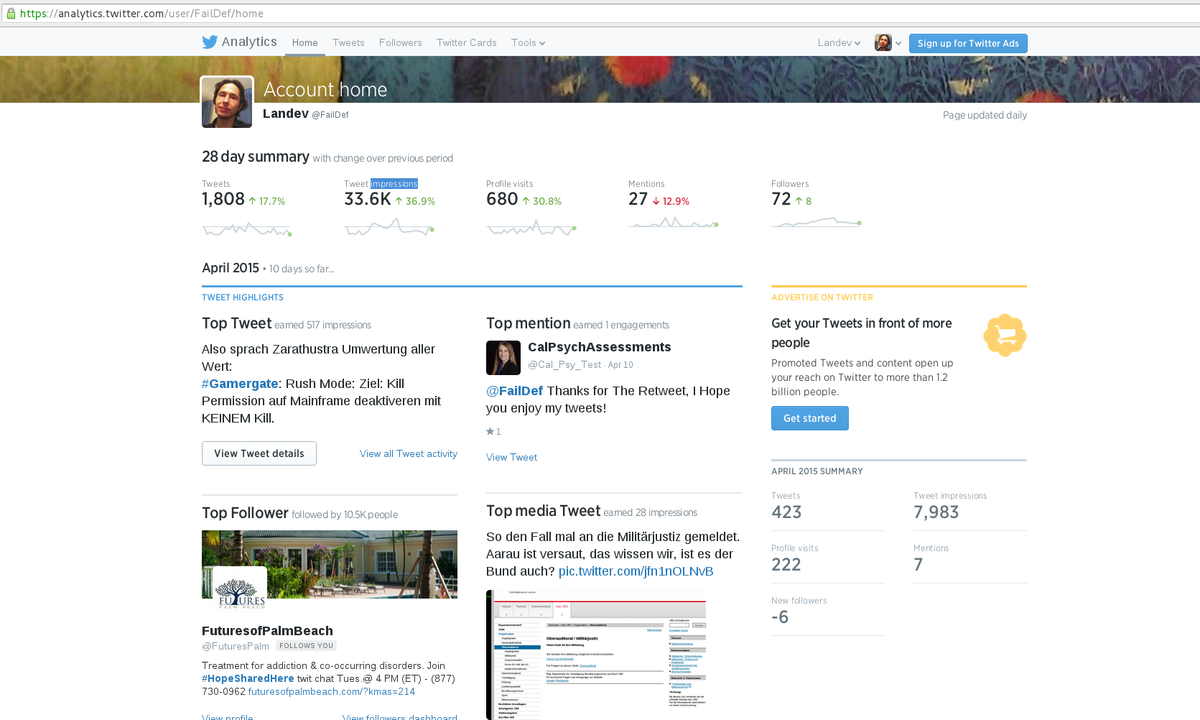 https://analytics.twitter.com/user/FailDef/home
Analytics Home Tweets Followers Twitter Cards Tools Landev Sign up for Twitter Ads
Account home
Landev @FailDef
Page updated daily
28 day summary with change over previous period
Tweets
1,808 ↑ 17.7%
Tweet impressions
33.6K ↑ 36.9%
Profile visits
680 ↑ 30.8%
Mentions
27 ↓ 12.9%
Followers
72 ↑ 8
April 2015 • 10 days so far...
TWEET HIGHLIGHTS
Top Tweet earned 517 impressions
Also sprach Zarathustra Umwertung aller
Wert:
#Gamergate: Rush Mode: Ziel: Kill
Permission auf Mainframe deaktiveren mit
KEINEM Kill.
View Tweet details
View all Tweet activity
Top mention earned 1 engagements
CalPsychAssessments
@Cal_Psy_Test · Apr 10
@FailDef Thanks for The Retweet, I Hope
you enjoy my tweets!
★ 1
View Tweet
Top Follower followed by 10.5K people
FUTURES
PALM BEACH
FuturesofPalmBeach
@FuturesPalm FOLLOWS YOU
Treatment for addiction & co-occurring disorders. Join
#HopeSharedHere twit chat Tues.@ 4 PM (ET) - (877)
730-0962 futuresofpalmbeach.com/?kmas=214
View profile
View followers dashboard
Top media Tweet earned 28 impressions
So den Fall mal an die Militärjustiz gemeldet.
Aarau ist versaut, das wissen wir, ist es der
Bund auch? pic.twitter.com/jfn1nOLNvB
Oberauditorat / Militärjustiz
ADVERTISE ON TWITTER
Get your Tweets in front of more
people
Promoted Tweets and content open up
your reach on Twitter to more than 1.2
billion people.
Get started
APRIL 2015 SUMMARY
Tweets
423
Tweet impressions
7,983
Profile visits
222
Mentions
7
New followers
-6